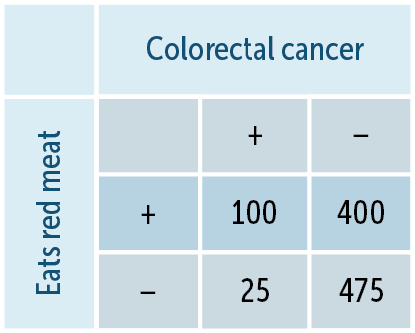 Colorectal cancer
Eats red meat
+ –
+ 100 400
– 25 475